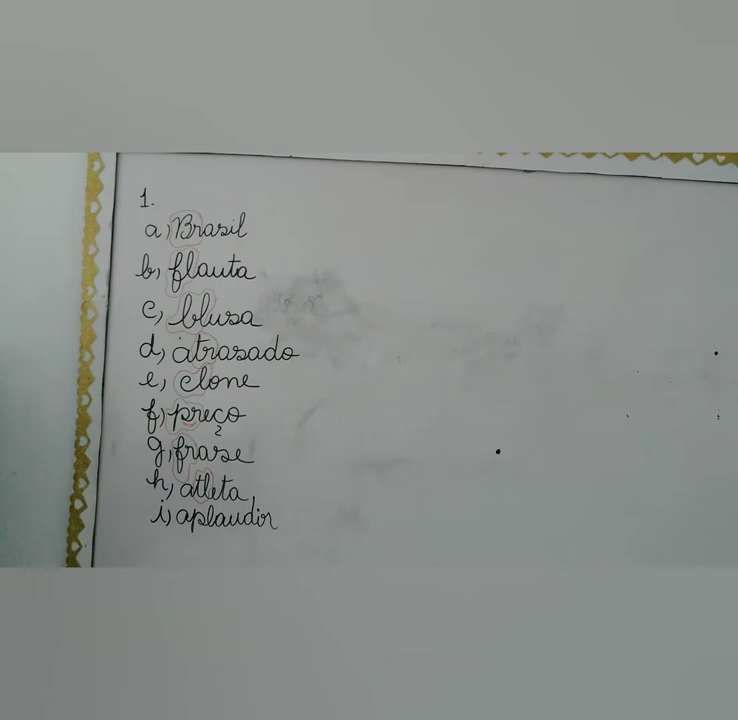 1.
a) Brasil
b) flauta
c) blusa
d) atrasado
e) clone
f) preço
g) frase
h) atleta
i) aplaudir